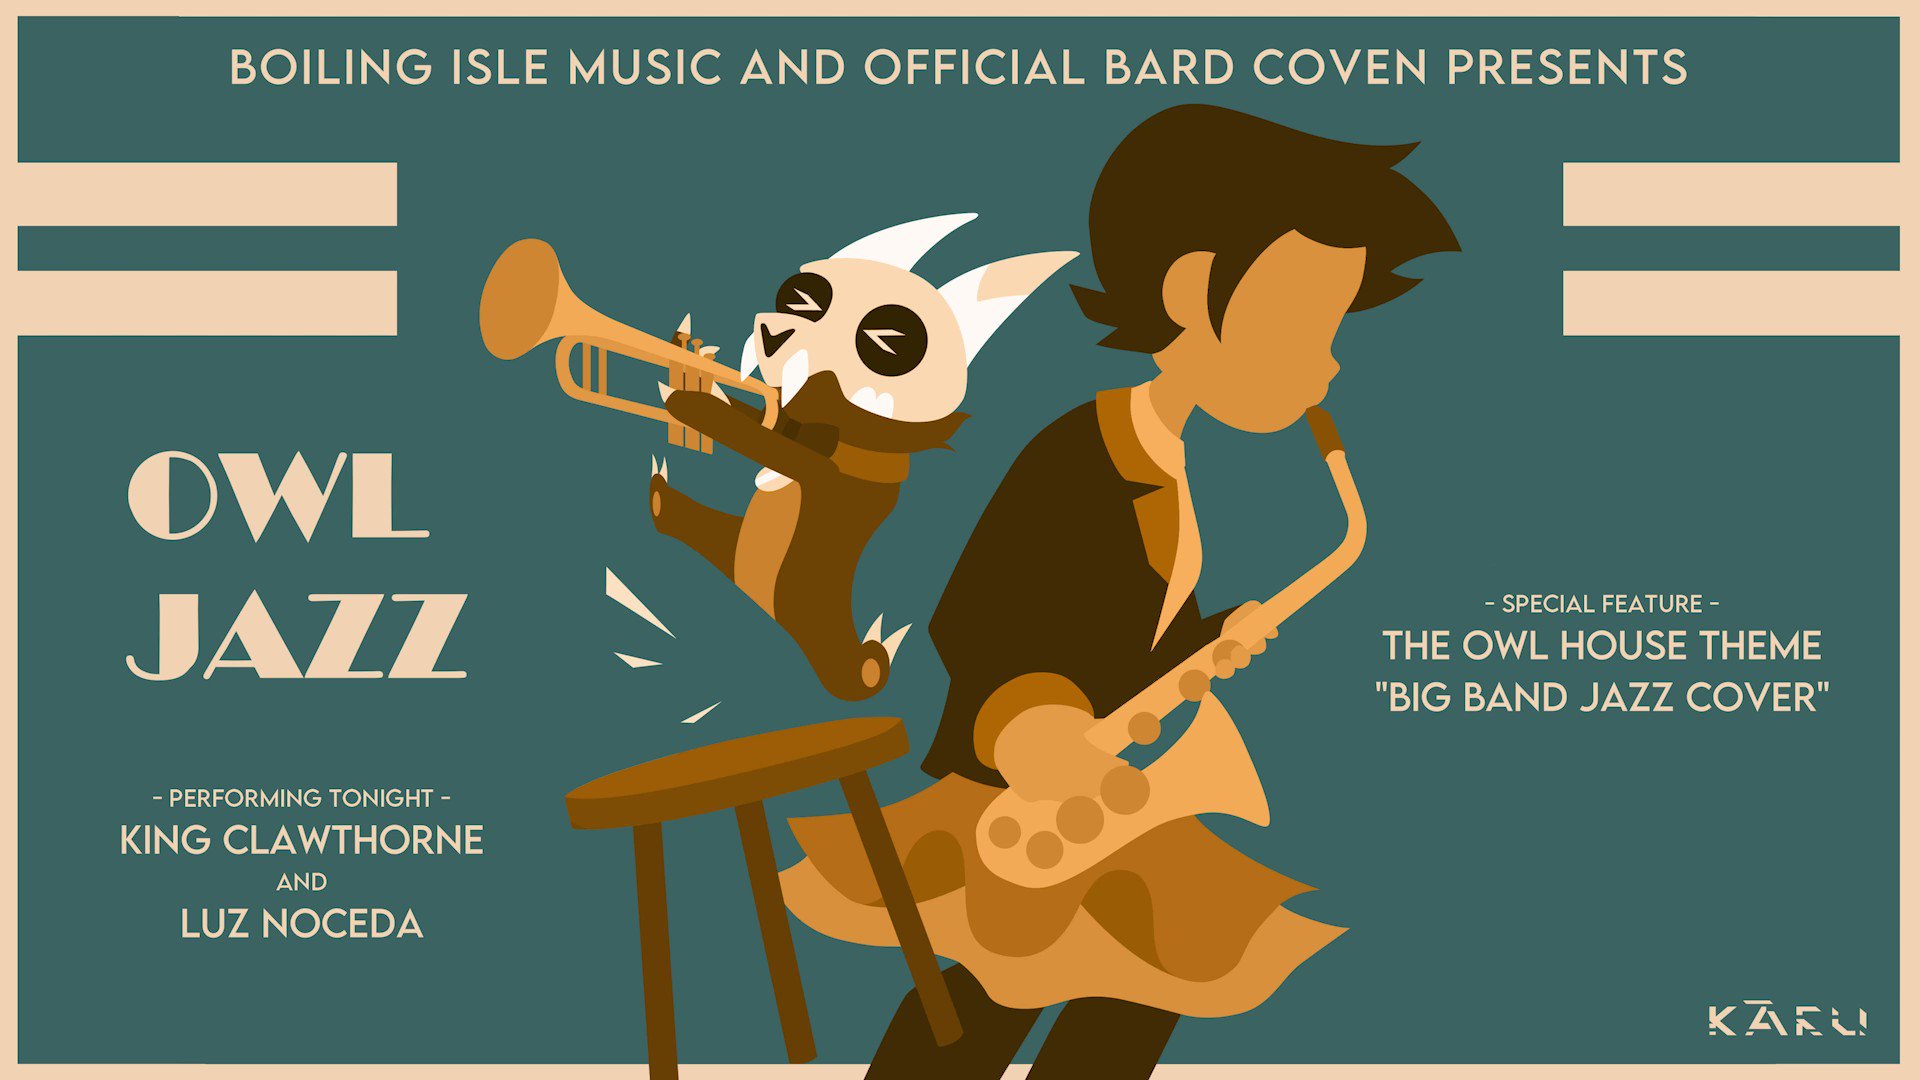 BOILING ISLE MUSIC AND OFFICIAL BARD COVEN PRESENTS
OWL
JAZZ
- PERFORMING TONIGHT -
KING CLAWTHORNE
AND
LUZ NOCEDA
- SPECIAL FEATURE -
THE OWL HOUSE THEME
"BIG BAND JAZZ COVER"
KĀRU